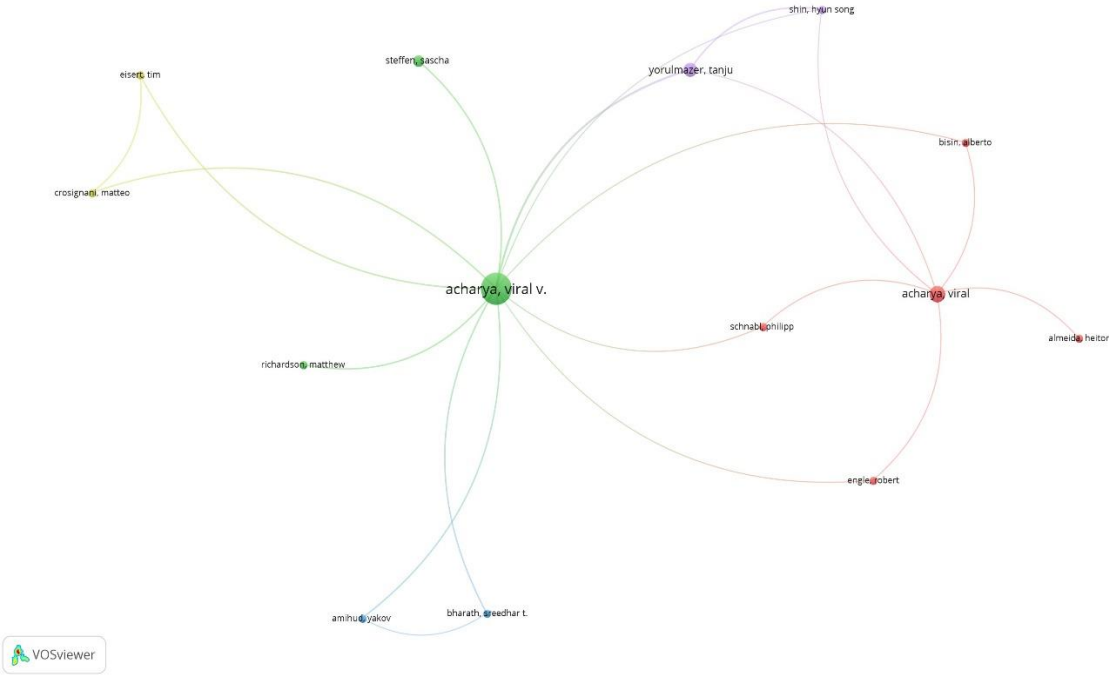 shin, hyun song
steffen, sascha
yorulmazer, tanju
eisert, tim
bisin, alberto
crosignani, matteo
acharya, viral v.
acharya, viral
schnabl, philipp
almeida, heitor
richardson, matthew
engle, robert
amihud, yakov
bharath, sreedhar t.
VOSviewer